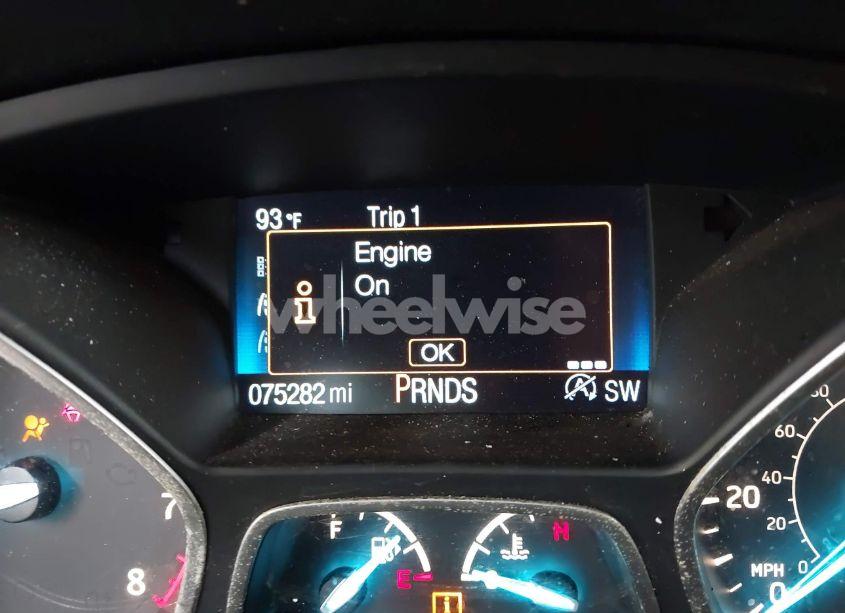 93°F Trip 1
Engine
On
i
wheelwise
OK
075282 mi PRNDS A SW
7
8
F
E
H
E
i
80
60
40
20
0
20
MPH
0